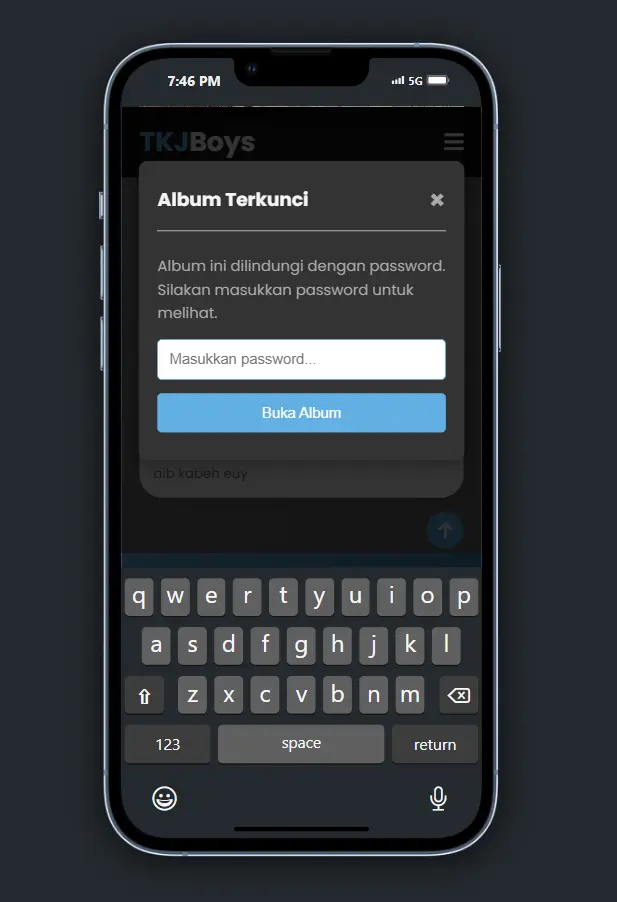 7:46 PM
5G
TKJBoys
Album Terkunci
Album ini dilindungi dengan password.
Silakan masukkan password untuk
melihat.
Masukkan password...
Buka Album
aib kabeh euy
q w e r t y u i o p
a s d f g h j k l
z x c v b n m
123 space return